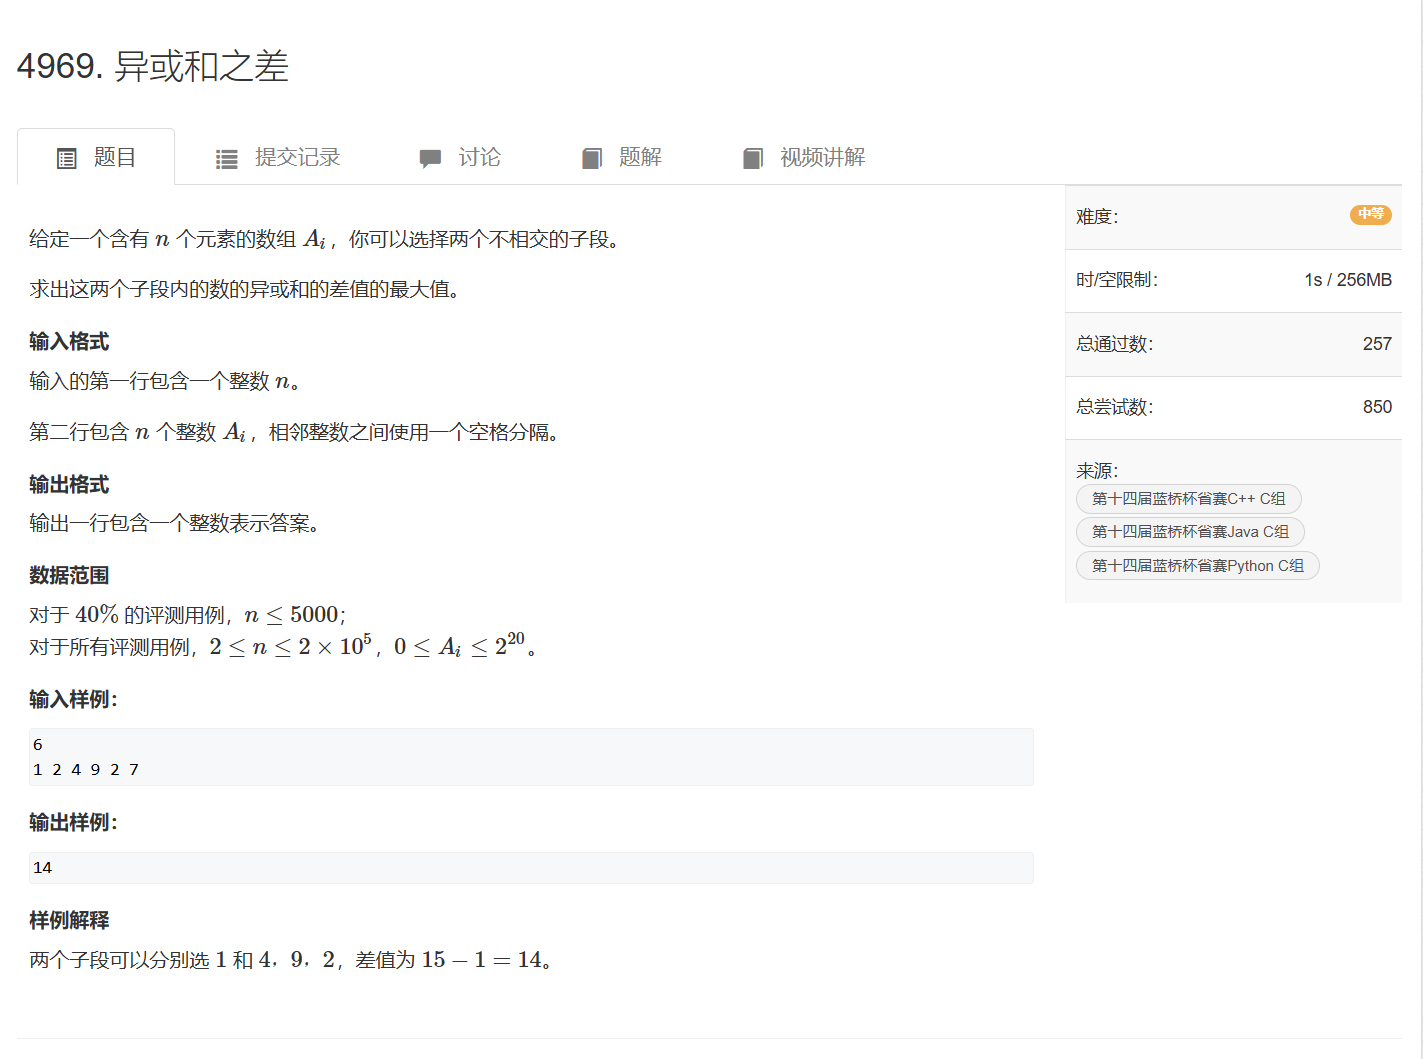 4969. 异或和之差
题目 提交记录 讨论 题解 视频讲解
给定一个含有 n 个元素的数组 Aᵢ，你可以选择两个不相交的子段。
求出这两个子段内的数的异或和的差值的最大值。
输入格式
输入的第一行包含一个整数 n。
第二行包含 n 个整数 Aᵢ，相邻整数之间使用一个空格分隔。
输出格式
输出一行包含一个整数表示答案。
数据范围
对于 40% 的评测用例，n ≤ 5000；
对于所有评测用例，2 ≤ n ≤ 2 × 10⁵，0 ≤ Aᵢ ≤ 2²⁰。
输入样例：
6
1 2 4 9 2 7
输出样例：
14
样例解释
两个子段可以分别选 1 和 4，9，2，差值为 15 − 1 = 14。
难度： 中等
时/空限制： 1s / 256MB
总通过数： 257
总尝试数： 850
来源：
第十四届蓝桥杯省赛C++ C组
第十四届蓝桥杯省赛Java C组
第十四届蓝桥杯省赛Python C组